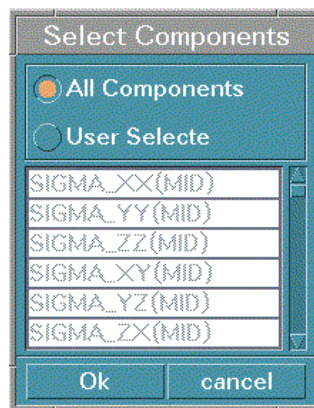 Select Components
All Components
User Selecte
SIGMA_XX(MID)
SIGMA_YY(MID)
SIGMA_ZZ(MID)
SIGMA_XY(MID)
SIGMA_YZ(MID)
SIGMA_ZX(MID)
Ok cancel